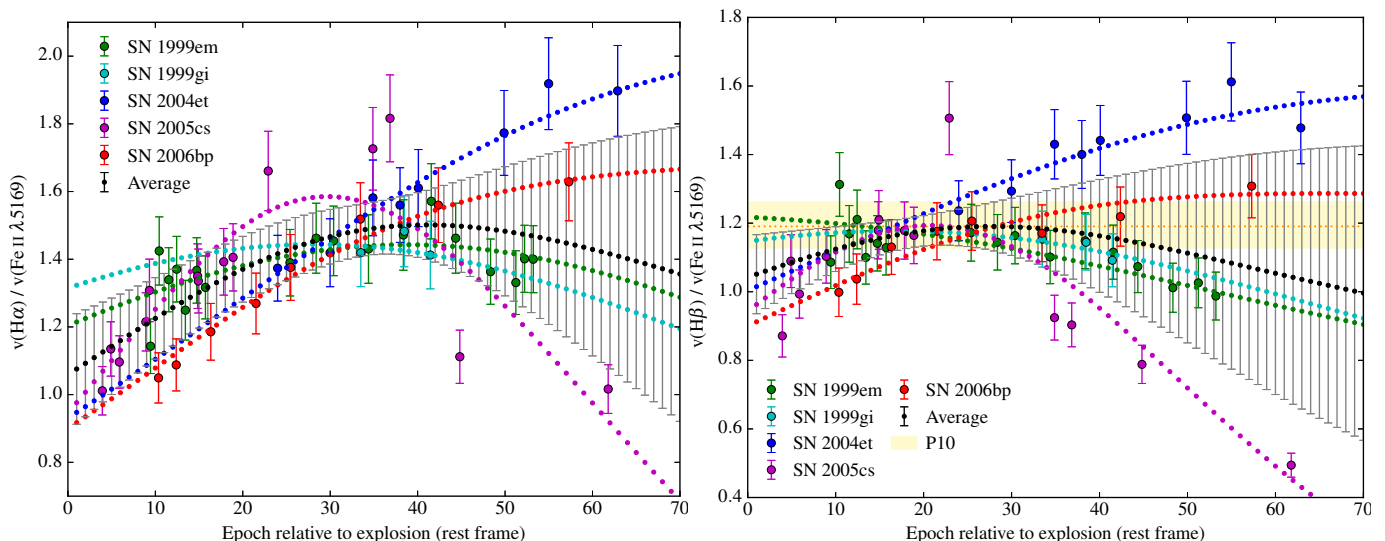 2.0
1.8
1.6
1.4
1.2
1.0
0.8
v(Hα) / v(Fe II λ5169)
SN 1999em
SN 1999gi
SN 2004et
SN 2005cs
SN 2006bp
Average
0 10 20 30 40 50 60 70
Epoch relative to explosion (rest frame)
1.8
1.6
1.4
1.2
1.0
0.8
0.6
0.4
v(Hβ) / v(Fe II λ5169)
SN 1999em
SN 1999gi
SN 2004et
SN 2005cs
SN 2006bp
Average
P10
0 10 20 30 40 50 60 70
Epoch relative to explosion (rest frame)